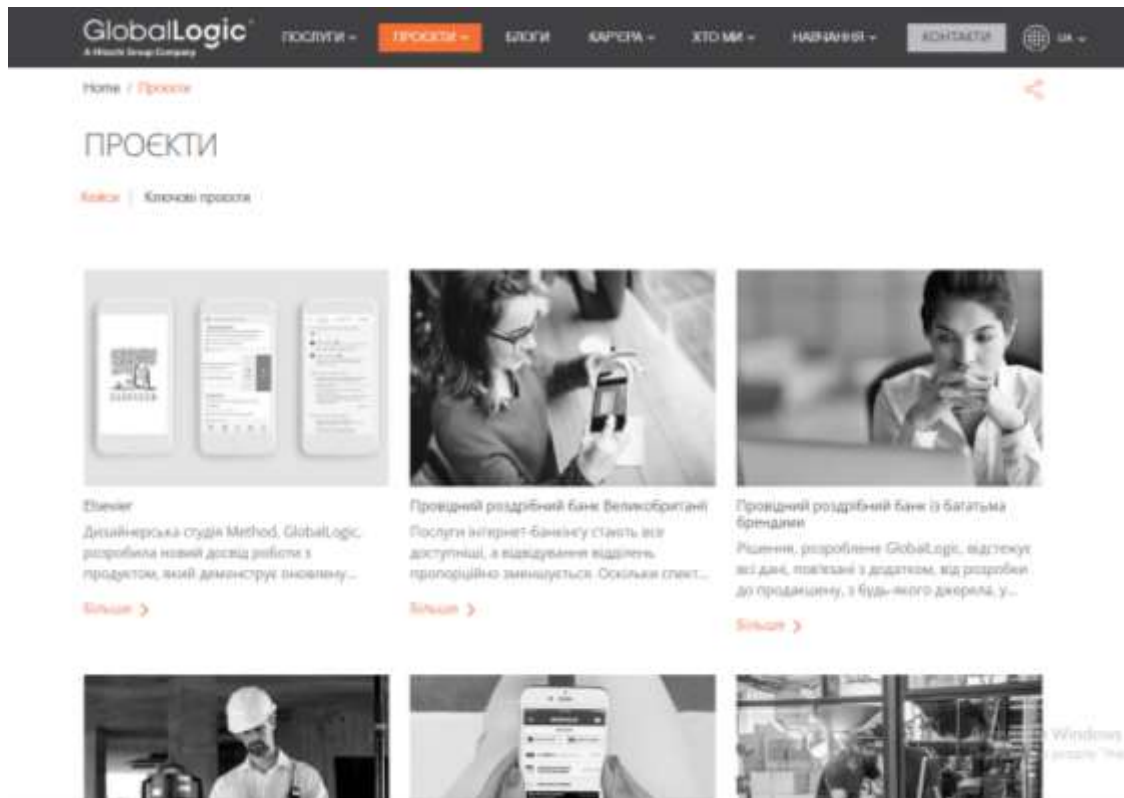 GlobalLogic
A Hitachi Group Company
ПОСЛУГИ
ПРОЄКТИ
БЛОГИ
КАР'ЄРА
ХТО МИ
НАВЧАННЯ
КОНТАКТИ
UA
Home / Проєкти
ПРОЄКТИ
Кейси | Ключові проєкти
Elsevier
Дизайнерська студія Method, GlobalLogic,
розробила новий досвід роботи з
продуктом, який демонструє оновлену...
Більше
Провідний роздрібний банк Великобританії
Послуги інтернет-банкінгу стають все
доступніші, а відвідування відділень
пропорційно зменшується. Оскільки спект...
Більше
Провідний роздрібний банк із багатьма
брендами
Рішення, розроблене GlobalLogic, відстежує
всі дані, пов'язані з додатком, від розробки
до продакшену, з будь-якого джерела, у...
Більше
Windows